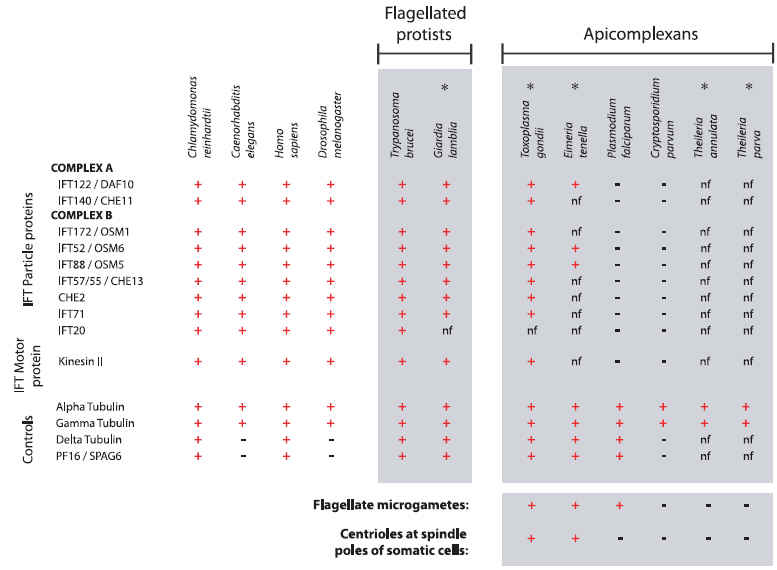 Flagellated
protists
Apicomplexans
* * * * *
Chlamydomonas
reinhardtii
Caenorhabditis
elegans
Homo
sapiens
Drosophila
melanogaster
Trypanosoma
brucei
Giardia
lamblia
Toxoplasma
gondii
Eimeria
tenella
Plasmodium
falciparum
Cryptosporidium
parvum
Theileria
annulata
Theileria
parva
IFT Particle proteins
COMPLEX A
IFT122 / DAF10 + + + + + + + + - - nf nf
IFT140 / CHE11 + + + + + + + nf - - nf nf
COMPLEX B
IFT172 / OSM1 + + + + + + + nf - - nf nf
IFT52 / OSM6 + + + + + + + + - - nf nf
IFT88 / OSM5 + + + + + + + + - - nf nf
IFT57/55 / CHE13 + + + + + + + nf - - nf nf
CHE2 + + + + + + + nf - - nf nf
IFT71 + + + + + + + nf - - nf nf
IFT20 + + + + + nf nf nf - - nf nf
IFT Motor
protein
Kinesin II + + + + + + + nf - - nf nf
Controls
Alpha Tubulin + + + + + + + + + + + +
Gamma Tubulin + + + + + + + + + + + +
Delta Tubulin + - + - + + + + + - nf nf
PF16 / SPAG6 + - + - + + + + + - nf nf
Flagellate microgametes: + + + - - -
Centrioles at spindle
poles of somatic cells: + + - - - -